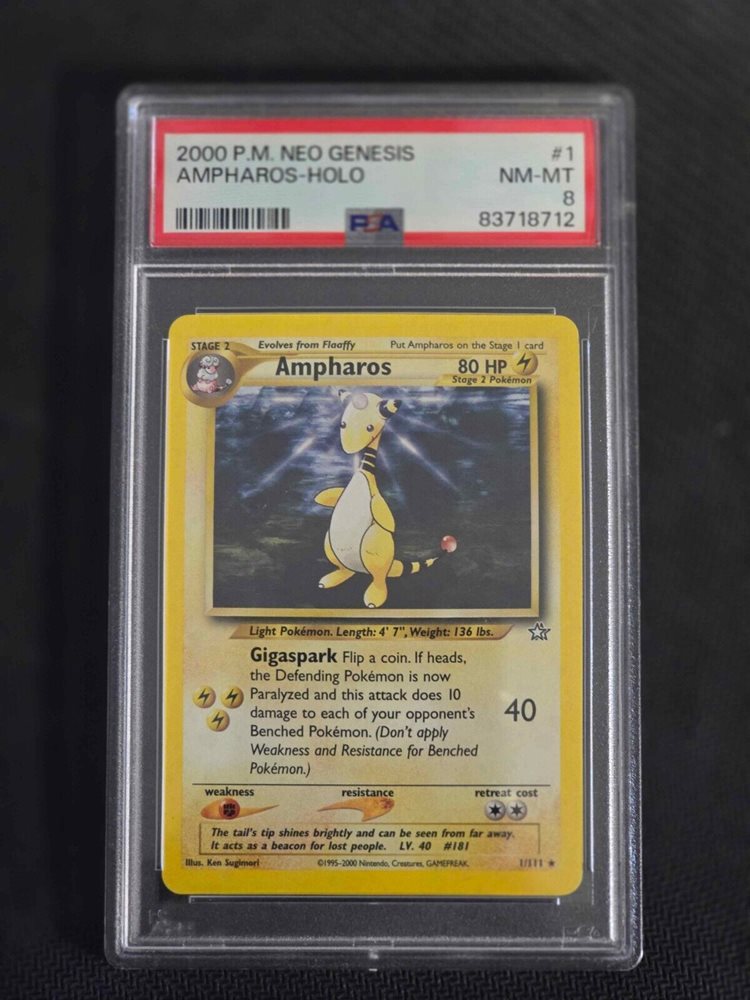 2000 P.M. NEO GENESIS #1
AMPHAROS-HOLO NM-MT
8
PSA 83718712
STAGE 2 Evolves from Flaaffy Put Ampharos on the Stage 1 card
Ampharos 80 HP
Stage 2 Pokémon
Light Pokémon. Length: 4' 7", Weight: 136 lbs.
Gigaspark Flip a coin. If heads,
the Defending Pokémon is now
Paralyzed and this attack does 10
damage to each of your opponent's
Benched Pokémon. (Don't apply
Weakness and Resistance for Benched
Pokémon.)
40
weakness resistance retreat cost
The tail's tip shines brightly and can be seen from far away.
It acts as a beacon for lost people. LV. 40 #181
Illus. Ken Sugimori ©1995-2000 Nintendo, Creatures, GAMEFREAK. 1/111 ★